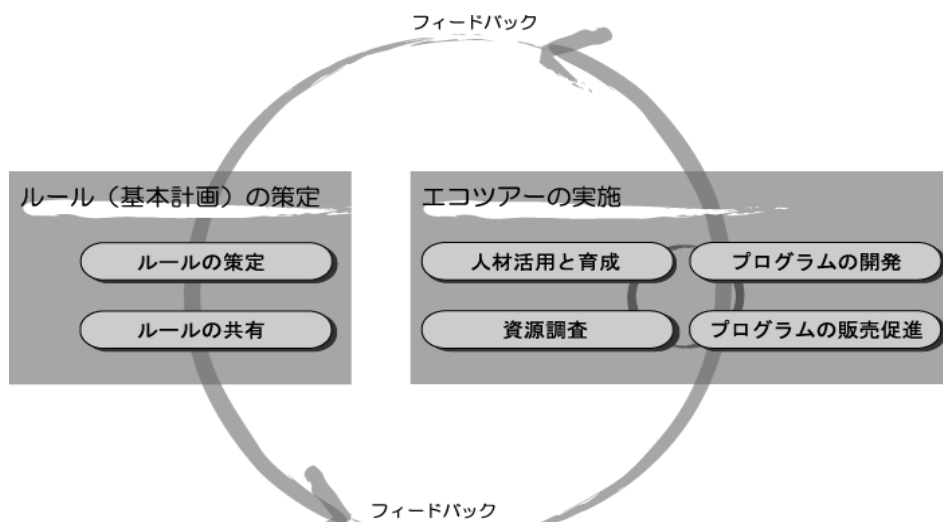 フィードバック
ルール（基本計画）の策定
ルールの策定
ルールの共有
エコツアーの実施
人材活用と育成
プログラムの開発
資源調査
プログラムの販売促進
フィードバック